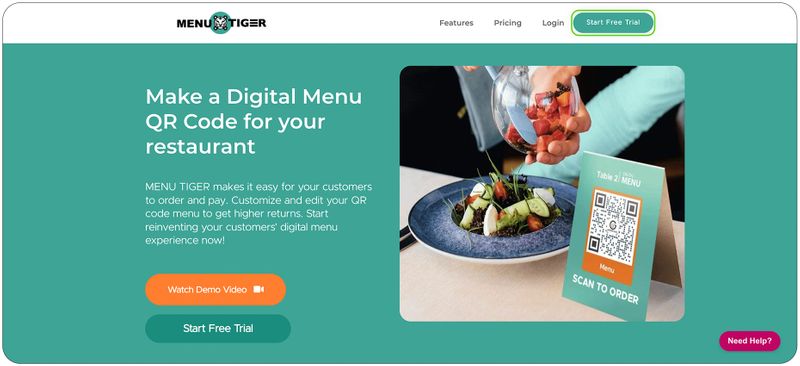 MENU TIGER
Features
Pricing
Login
Start Free Trial
Make a Digital Menu
QR Code for your
restaurant
MENU TIGER makes it easy for your customers
to order and pay. Customize and edit your QR
code menu to get higher returns. Start
reinventing your customers' digital menu
experience now!
Watch Demo Video
Start Free Trial
Table 2
MENU
Menu
SCAN TO ORDER
Need Help?